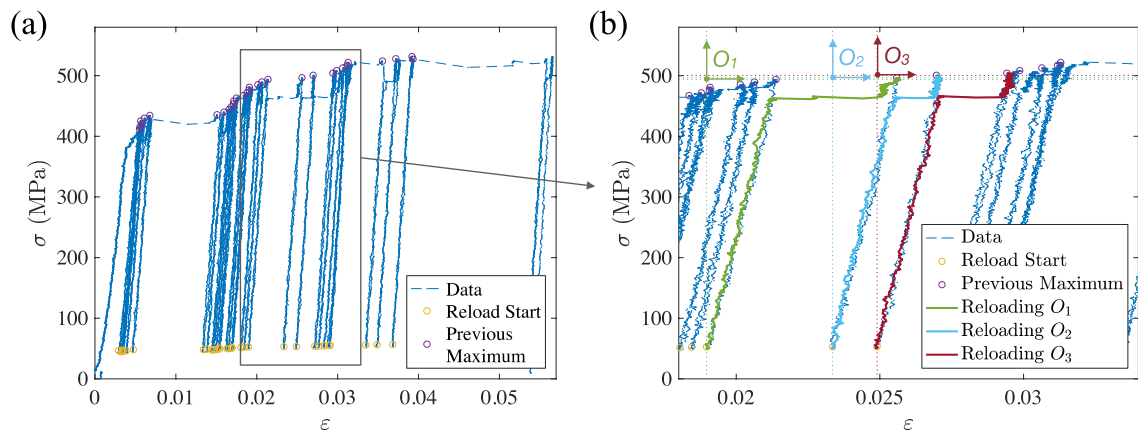 (a)
σ (MPa)
500
400
300
200
100
0
0
0.01
0.02
0.03
0.04
0.05
ε
Data
Reload Start
Previous
Maximum
(b)
O1
O2
O3
σ (MPa)
500
400
300
200
100
0
0.02
0.025
0.03
ε
Data
Reload Start
Previous Maximum
Reloading O1
Reloading O2
Reloading O3